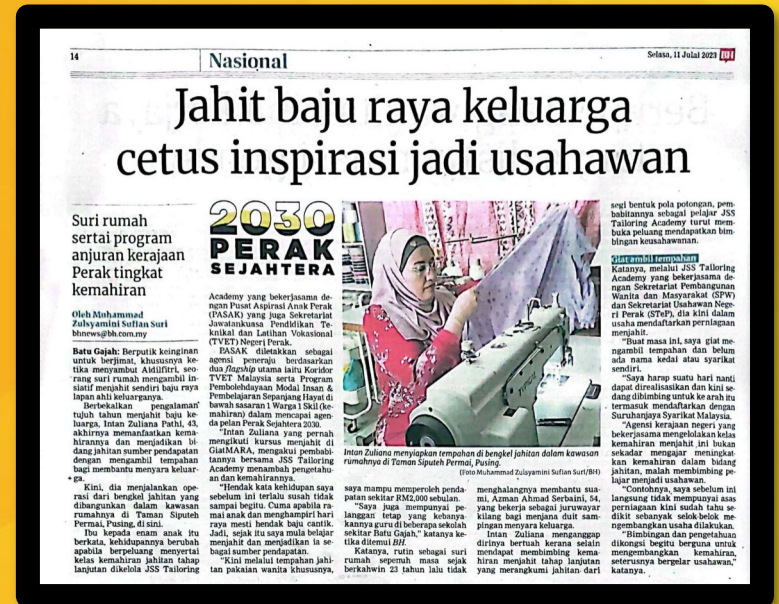 14
Nasional
Selasa, 11 Julai 2023 BH
Jahit baju raya keluarga
cetus inspirasi jadi usahawan
Suri rumah
sertai program
anjuran kerajaan
Perak tingkat
kemahiran
Oleh Muhammad
Zulsyamini Sufian Suri
bhnews@bh.com.my
Batu Gajah: Berputik keinginan
untuk berjimat, khususnya ke-
tika menyambut Aidilfitri, seo-
rang suri rumah mengambil in-
isiatif menjahit sendiri baju raya
lapan ahli keluarganya.
Berbekalkan pengalaman
tujuh tahun menjahit baju ke-
luarga, Intan Zuliana Pathi, 43,
akhirnya memanfaatkan kema-
hirannya dan menjadikan bi-
dang jahitan sumber pendapatan
bagi membantu menyara keluar-
ga.
Kini, dia menjalankan ope-
rasi dari bengkel jahitan yang
dibangunkan dalam kawasan
rumahnya di Taman Siputeh
Permai, Pusing, di sini.
Ibu kepada enam anak itu
berkata, kehidupannya berubah
apabila berpeluang menyertai
kelas kemahiran jahitan tahap
lanjutan dikelola JSS Tailoring
2030
PERAK
SEJAHTERA
Academy yang bekerjasama de-
ngan Pusat Aspirasi Anak Perak
(PASAK) yang juga Sekretariat
Jawatankuasa Pendidikan Te-
knikal dan Latihan Vokasional
(TVET) Negeri Perak.
PASAK diletakkan sebagai
agensi peneraju berdasarkan
dua flagship utama iaitu Koridor
TVET Malaysia serta Program
Pembolehdayaan Modal Insan &
Pembelajaran Sepanjang Hayat di
bawah sasaran 1 Warga 1 Skil (ke-
mahiran) dalam mencapai agen-
da pelan Perak Sejahtera 2030.
"Intan Zuliana yang pernah
mengikuti kursus menjahit di
GiatMARA, mengakui pembabi-
tannya bersama JSS Tailoring
Academy menambah pengetahu-
an dan kemahirannya.
"Hendak kata kehidupan saya
sebelum ini terlalu susah tidak
sampai begitu. Cuma apabila ra-
mai anak dan menghampiri hari
raya mesti hendak baju cantik.
Jadi, sejak itu saya mula belajar
menjahit dan menjadikan ia se-
bagai sumber pendapatan.
"Kini melalui tempahan jahi-
tan pakaian wanita khususnya,
Intan Zuliana menyiapkan tempahan di bengkel jahitan dalam kawasan
rumahnya di Taman Siputeh Permai, Pusing.
(Foto Muhammad Zulsyamini Sufian Suri/BH)
saya mampu memperoleh penda-
patan sekitar RM2,000 sebulan.
"Saya juga mempunyai pe-
langgan tetap yang kebanya-
kannya guru di beberapa sekolah
sekitar Batu Gajah," katanya ke-
tika ditemui BH.
Katanya, rutin sebagai suri
rumah sepenuh masa sejak
berkahwin 23 tahun lalu tidak
menghalangnya membantu sua-
mi, Azman Ahmad Serbaini, 54,
yang bekerja sebagai juruwayar
kilang bagi menjana duit sam-
pingan menyara keluarga.
Intan Zuliana menganggap
dirinya bertuah kerana selain
mendapat membimbing kema-
hiran menjahit tahap lanjutan
yang merangkumi jahitan dari
segi bentuk pola potongan, pem-
babitannya sebagai pelajar JSS
Tailoring Academy turut mem-
buka peluang mendapatkan bim-
bingan keusahawanan.
Giat ambil tempahan
Katanya, melalui JSS Tailoring
Academy yang bekerjasama de-
ngan Sekretariat Pembangunan
Wanita dan Masyarakat (SPW)
dan Sekretariat Usahawan Nege-
ri Perak (STeP), dia kini dalam
usaha mendaftarkan perniagaan
menjahit.
"Buat masa ini, saya giat me-
ngambil tempahan dan belum
ada nama kedai atau syarikat
sendiri.
"Saya harap suatu hari nanti
dapat direalisasikan dan kini se-
dang dibimbing untuk ke arah itu
termasuk mendaftarkan dengan
Suruhanjaya Syarikat Malaysia.
"Agensi kerajaan negeri yang
bekerjasama mengelolakan kelas
kemahiran menjahit ini bukan
sekadar mengajar meningkat-
kan kemahiran dalam bidang
jahitan, malah membimbing pe-
lajar menjadi usahawan.
"Contohnya, saya sebelum ini
langsung tidak mempunyai asas
perniagaan kini sudah tahu se-
dikit sebanyak selok-belok me-
ngembangkan usaha dilakukan.
"Bimbingan dan pengetahuan
dikongsi begitu berguna untuk
mengembangkan kemahiran,
seterusnya bergelar usahawan,"
katanya.